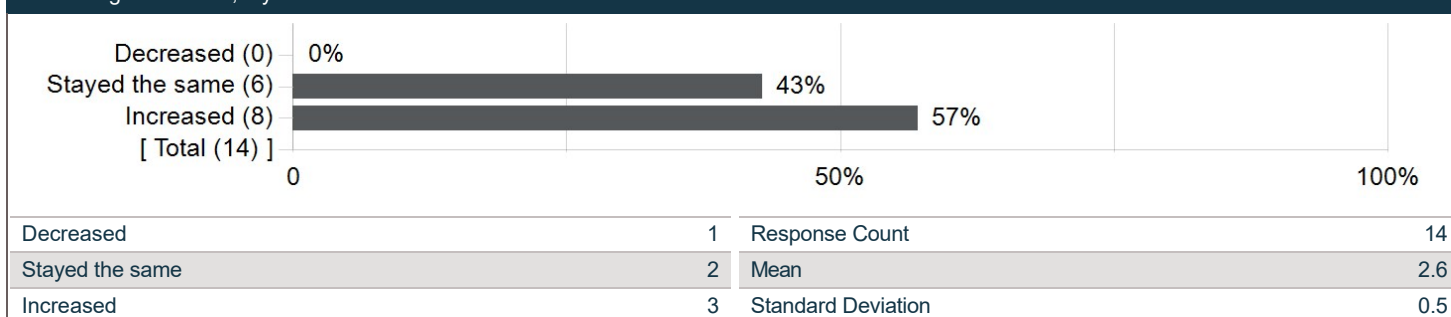 Decreased (0) 0%
Stayed the same (6) 43%
Increased (8) 57%
[ Total (14) ]
0 50% 100%
Decreased 1 Response Count 14
Stayed the same 2 Mean 2.6
Increased 3 Standard Deviation 0.5